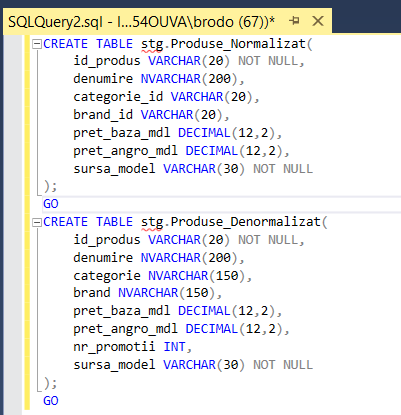 SQLQuery2.sql - l...54OUVA\brodo (67))*
CREATE TABLE stg.Produse_Normalizat(
    id_produs VARCHAR(20) NOT NULL,
    denumire NVARCHAR(200),
    categorie_id VARCHAR(20),
    brand_id VARCHAR(20),
    pret_baza_mdl DECIMAL(12,2),
    pret_angro_mdl DECIMAL(12,2),
    sursa_model VARCHAR(30) NOT NULL
);
GO
CREATE TABLE stg.Produse_Denormalizat(
    id_produs VARCHAR(20) NOT NULL,
    denumire NVARCHAR(200),
    categorie NVARCHAR(150),
    brand NVARCHAR(150),
    pret_baza_mdl DECIMAL(12,2),
    pret_angro_mdl DECIMAL(12,2),
    nr_promotii INT,
    sursa_model VARCHAR(30) NOT NULL
);
GO